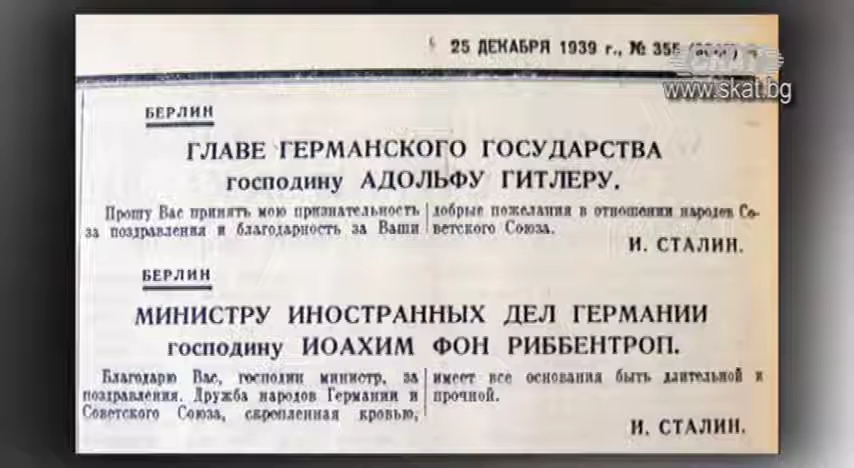 25 ДЕКАБРЯ 1939 г., № 355
www.skat.bg
БЕРЛИН
ГЛАВЕ ГЕРМАНСКОГО ГОСУДАРСТВА
господину АДОЛЬФУ ГИТЛЕРУ.
Прошу Вас принять мою признательность
за поздравления и благодарность за Ваши
добрые пожелания в отношении народов Со-
ветского Союза.
И. СТАЛИН.
БЕРЛИН
МИНИСТРУ ИНОСТРАННЫХ ДЕЛ ГЕРМАНИИ
господину ИОАХИМ ФОН РИББЕНТРОП.
Благодарю Вас, господин министр, за
поздравления. Дружба народов Германии и
Советского Союза, скрепленная кровью,
имеет все основания быть длительной и
прочной.
И. СТАЛИН.